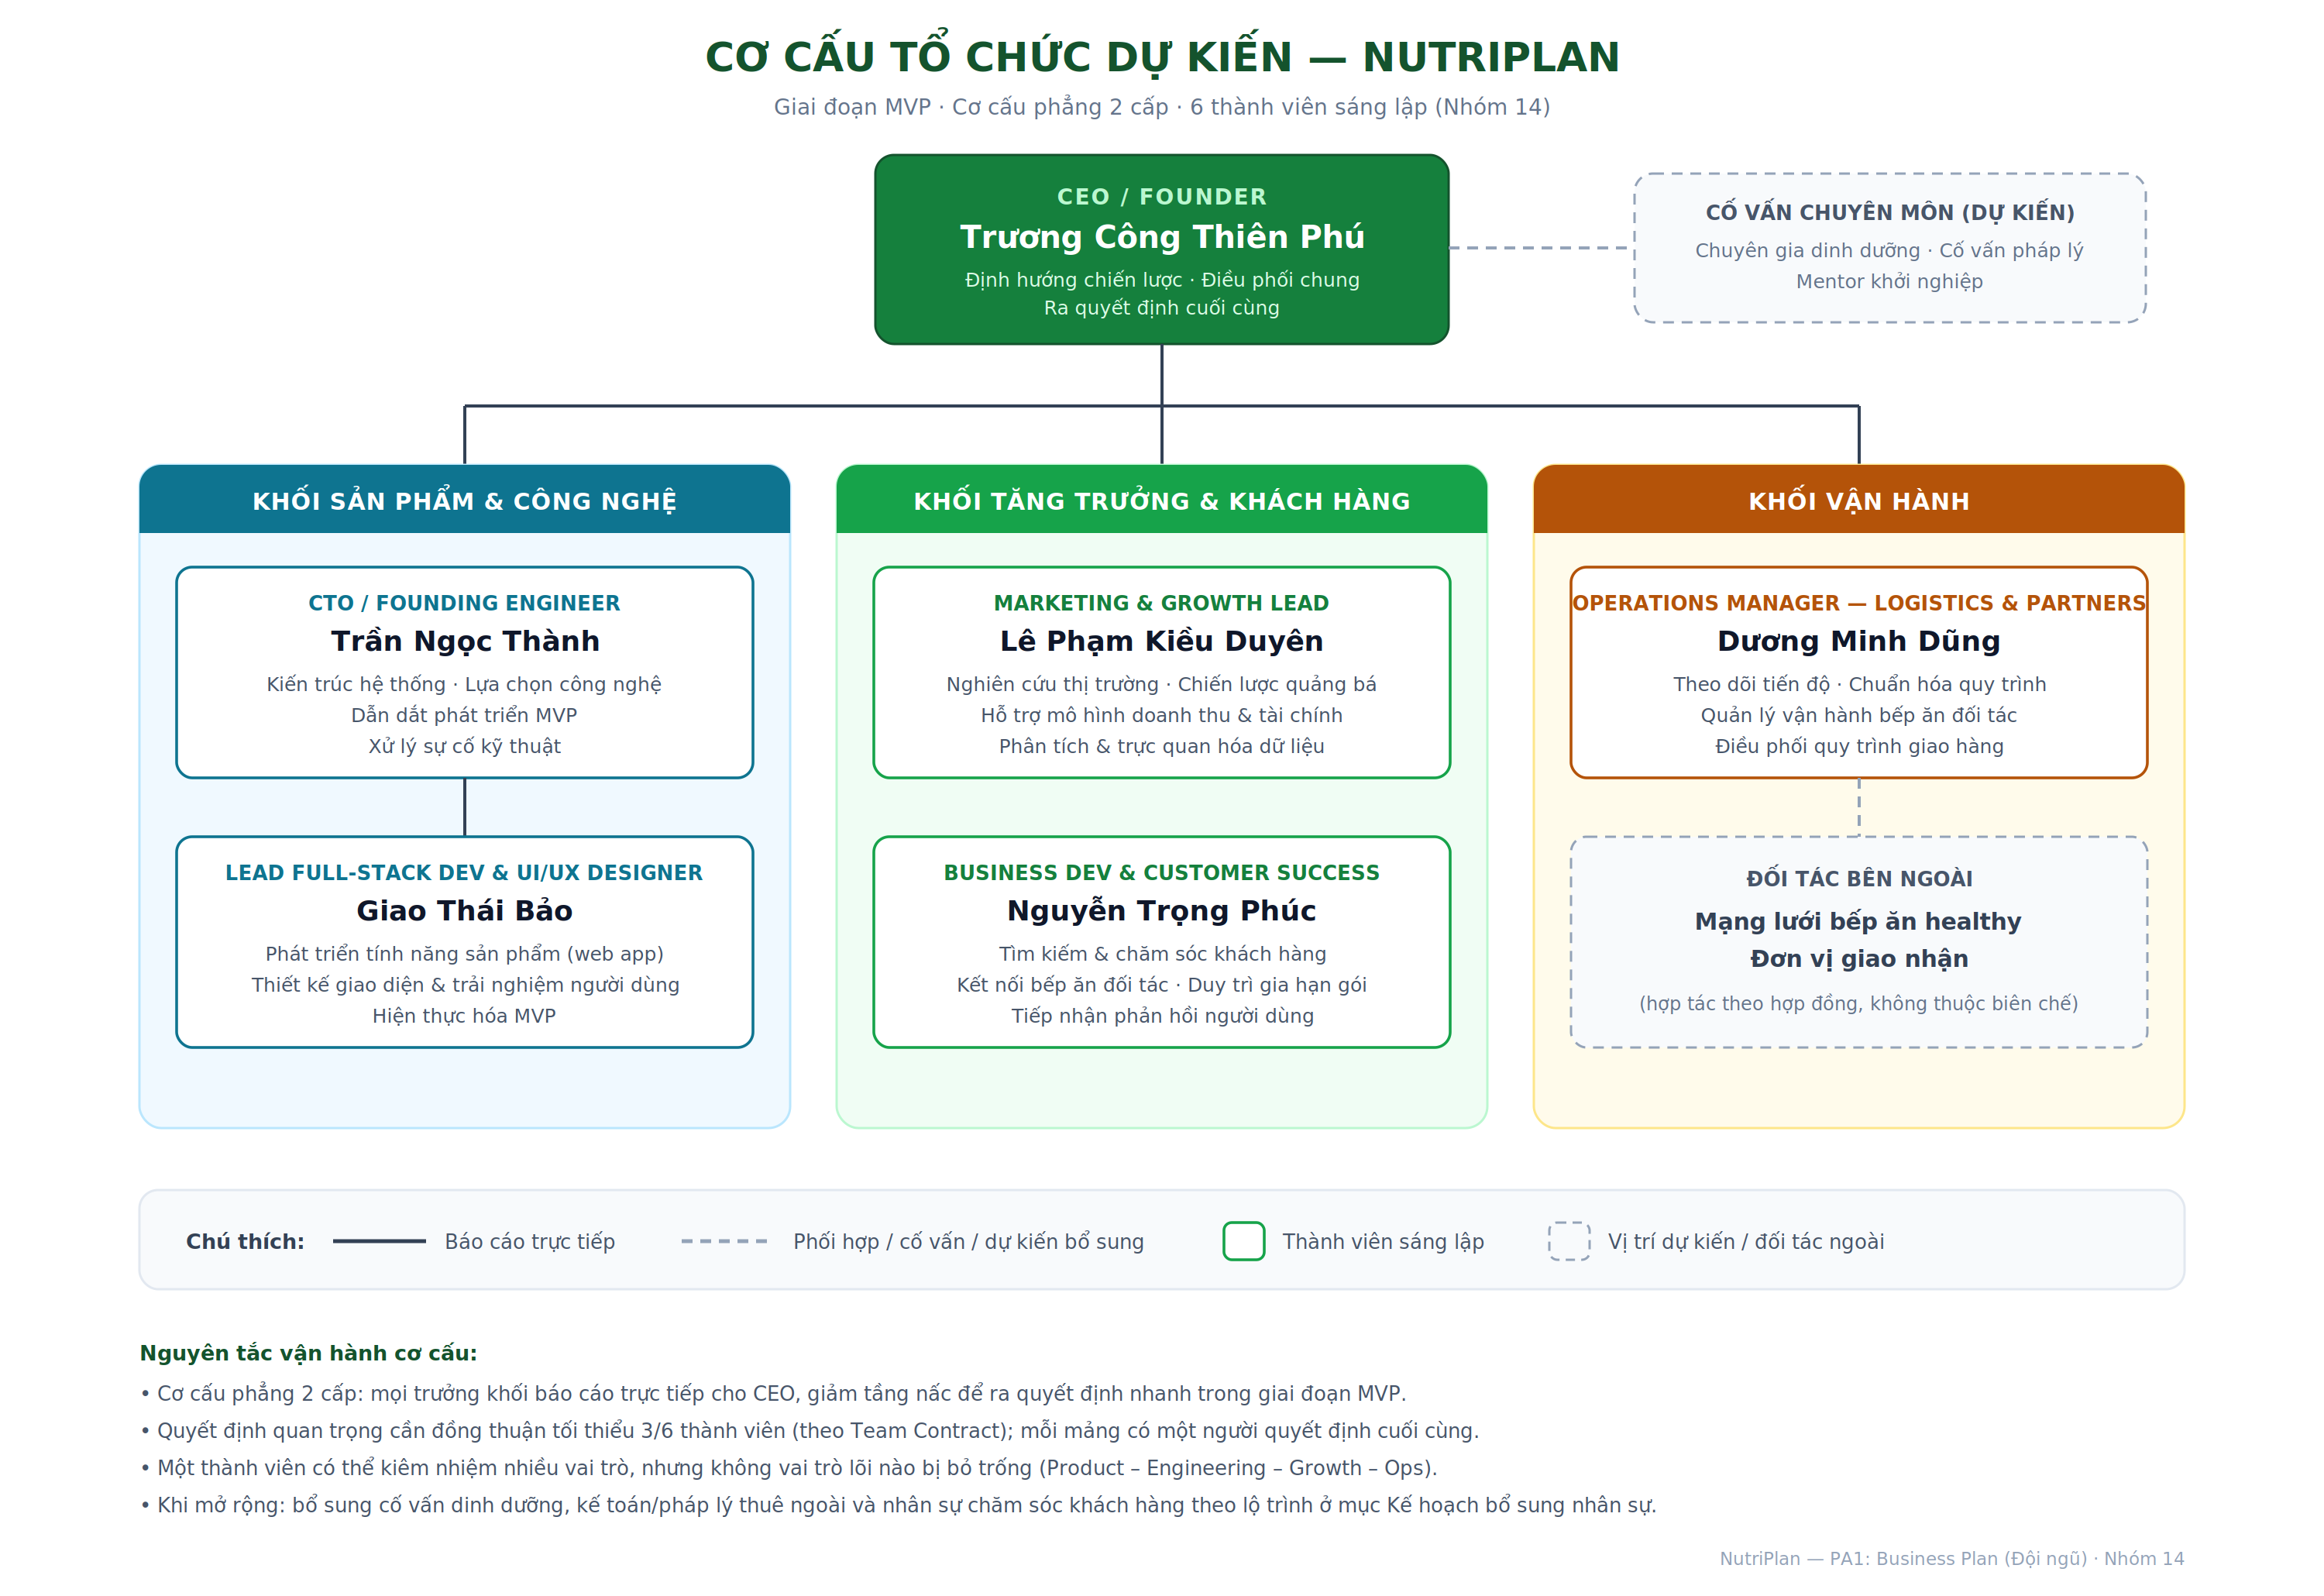 CƠ CẤU TỔ CHỨC DỰ KIẾN — NUTRIPLAN
Giai đoạn MVP · Cơ cấu phẳng 2 cấp · 6 thành viên sáng lập (Nhóm 14)
CEO / FOUNDER
Trương Công Thiên Phú
Định hướng chiến lược · Điều phối chung
Ra quyết định cuối cùng
CỐ VẤN CHUYÊN MÔN (DỰ KIẾN)
Chuyên gia dinh dưỡng · Cố vấn pháp lý
Mentor khởi nghiệp
KHỐI SẢN PHẨM & CÔNG NGHỆ
CTO / FOUNDING ENGINEER
Trần Ngọc Thành
Kiến trúc hệ thống · Lựa chọn công nghệ
Dẫn dắt phát triển MVP
Xử lý sự cố kỹ thuật
LEAD FULL-STACK DEV & UI/UX DESIGNER
Giao Thái Bảo
Phát triển tính năng sản phẩm (web app)
Thiết kế giao diện & trải nghiệm người dùng
Hiện thực hóa MVP
KHỐI TĂNG TRƯỞNG & KHÁCH HÀNG
MARKETING & GROWTH LEAD
Lê Phạm Kiều Duyên
Nghiên cứu thị trường · Chiến lược quảng bá
Hỗ trợ mô hình doanh thu & tài chính
Phân tích & trực quan hóa dữ liệu
BUSINESS DEV & CUSTOMER SUCCESS
Nguyễn Trọng Phúc
Tìm kiếm & chăm sóc khách hàng
Kết nối bếp ăn đối tác · Duy trì gia hạn gói
Tiếp nhận phản hồi người dùng
KHỐI VẬN HÀNH
OPERATIONS MANAGER — LOGISTICS & PARTNERS
Dương Minh Dũng
Theo dõi tiến độ · Chuẩn hóa quy trình
Quản lý vận hành bếp ăn đối tác
Điều phối quy trình giao hàng
ĐỐI TÁC BÊN NGOÀI
Mạng lưới bếp ăn healthy
Đơn vị giao nhận
(hợp tác theo hợp đồng, không thuộc biên chế)
Chú thích:
Báo cáo trực tiếp
Phối hợp / cố vấn / dự kiến bổ sung
Thành viên sáng lập
Vị trí dự kiến / đối tác ngoài
Nguyên tắc vận hành cơ cấu:
• Cơ cấu phẳng 2 cấp: mọi trưởng khối báo cáo trực tiếp cho CEO, giảm tầng nấc để ra quyết định nhanh trong giai đoạn MVP.
• Quyết định quan trọng cần đồng thuận tối thiểu 3/6 thành viên (theo Team Contract); mỗi mảng có một người quyết định cuối cùng.
• Một thành viên có thể kiêm nhiệm nhiều vai trò, nhưng không vai trò lõi nào bị bỏ trống (Product – Engineering – Growth – Ops).
• Khi mở rộng: bổ sung cố vấn dinh dưỡng, kế toán/pháp lý thuê ngoài và nhân sự chăm sóc khách hàng theo lộ trình ở mục Kế hoạch bổ sung nhân sự.
NutriPlan — PA1: Business Plan (Đội ngũ) · Nhóm 14